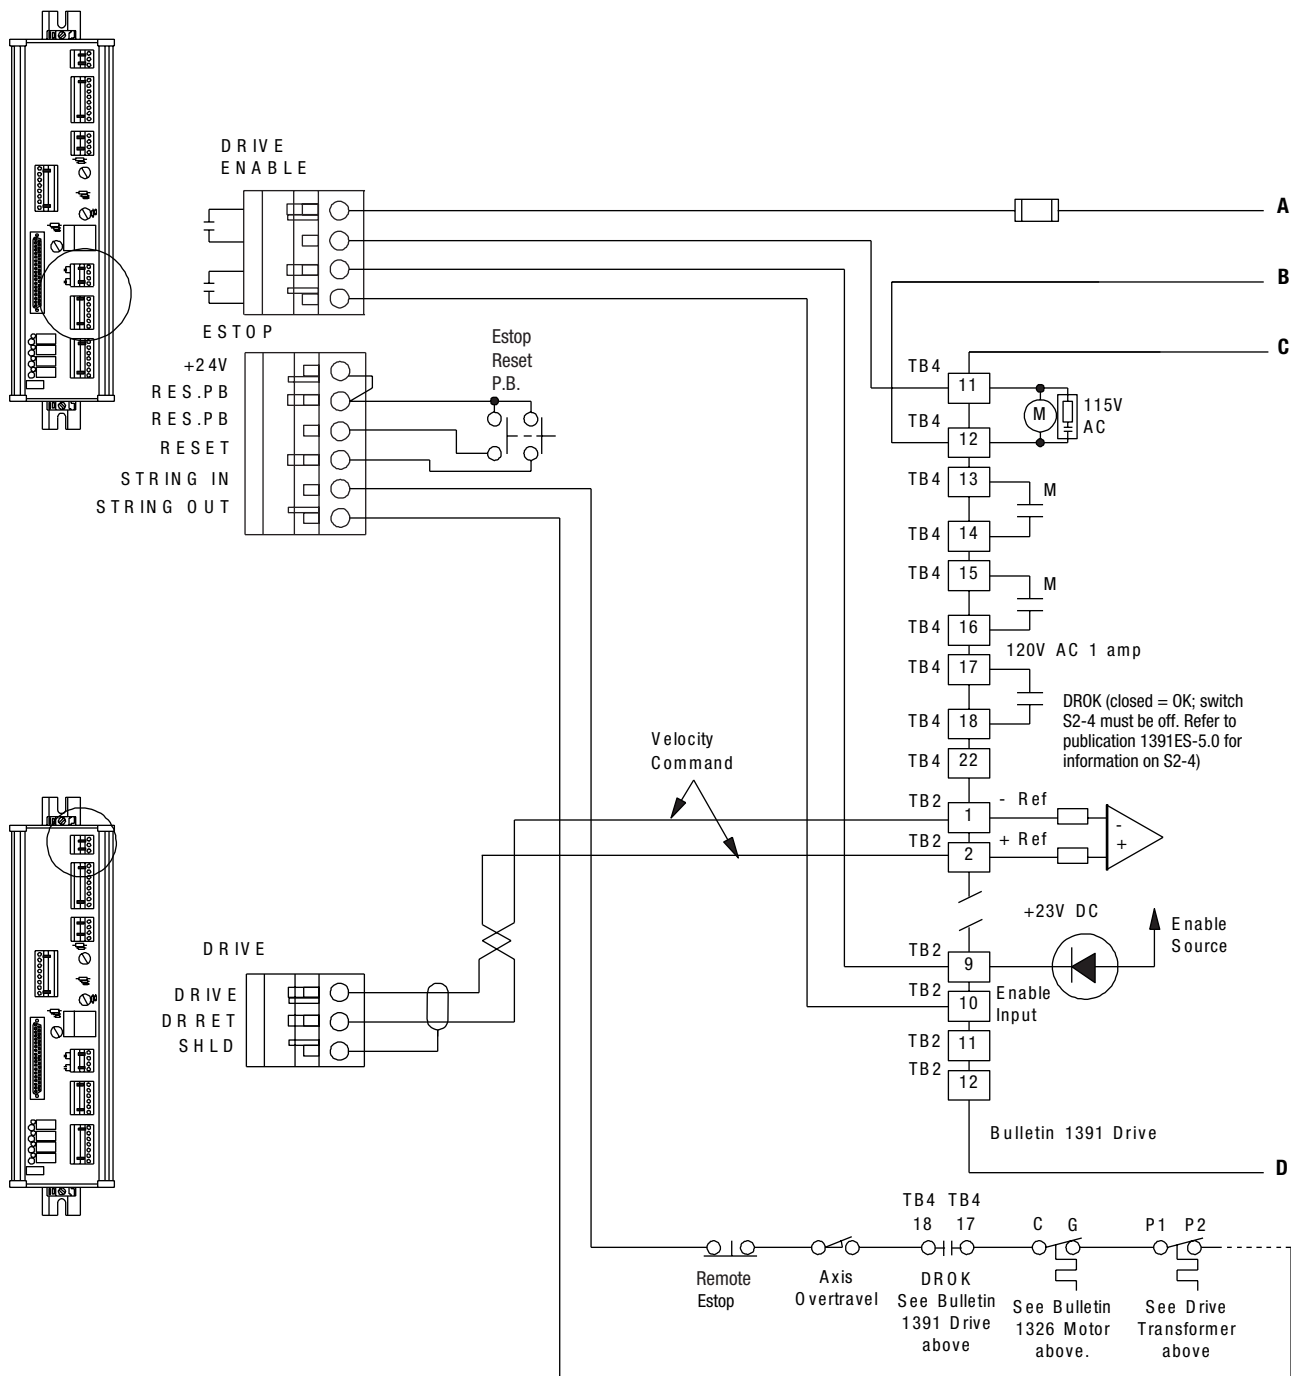 DRIVE
ENABLE
A
B
ESTOP
+24V
RES.PB
RES.PB
RESET
STRING IN
STRING OUT
Estop
Reset
P.B.
C
TB4
11
M
115V
AC
TB4
12
TB4
13
M
TB4
14
TB4
15
M
TB4
16
120V AC 1 amp
TB4
17
DROK (closed = OK; switch
S2-4 must be off. Refer to
publication 1391ES-5.0 for
information on S2-4)
TB4
18
TB4
22
Velocity
Command
TB2
1
- Ref
-
TB2
2
+ Ref
+
+23V DC
Enable
Source
DRIVE
DRIVE
DR RET
SHLD
TB2
9
TB2
10
Enable
Input
TB2
11
TB2
12
Bulletin 1391 Drive
D
TB4 TB4
18 17
C G
P1 P2
Remote
Estop
Axis
Overtravel
DROK
See Bulletin
1391 Drive
above
See Bulletin
1326 Motor
above.
See Drive
Transformer
above